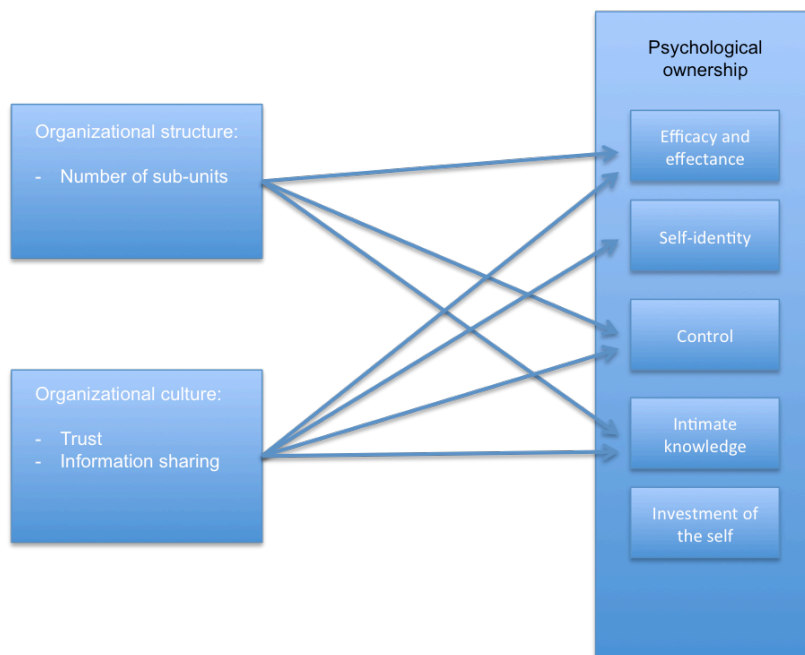 Psychological
ownership
Organizational structure:
- Number of sub-units
Efficacy and
effectance
Self-identity
Control
Organizational culture:
- Trust
- Information sharing
Intimate
knowledge
Investment of
the self